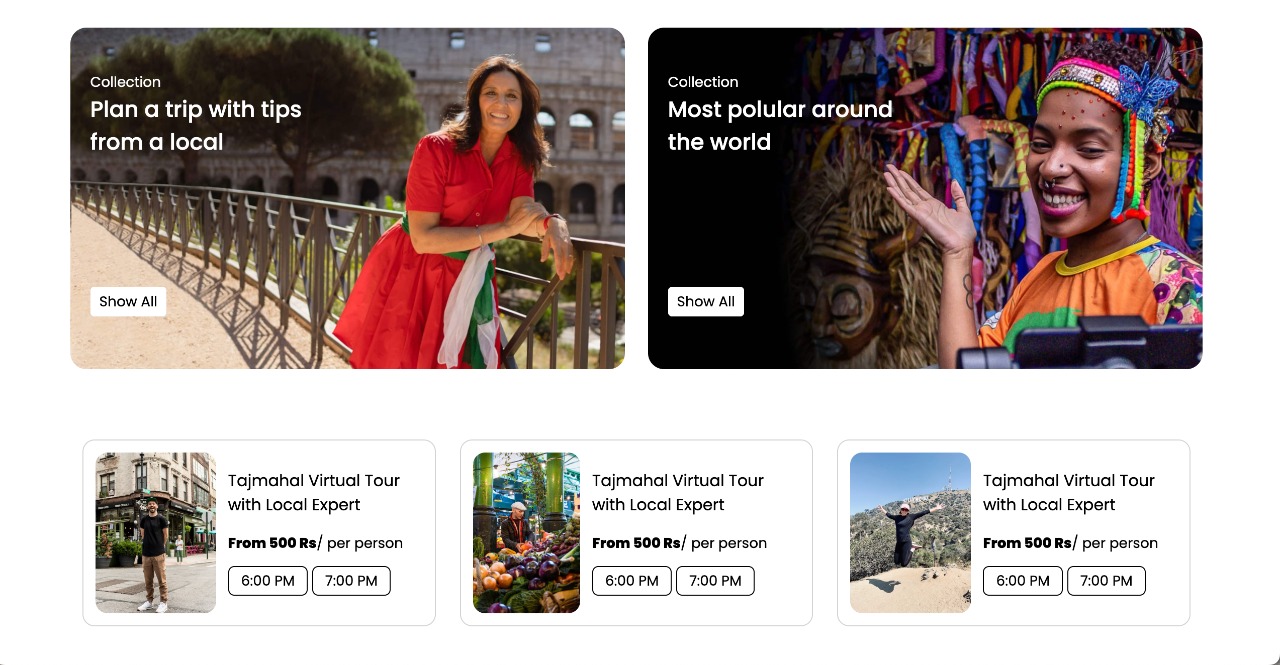 Collection
Plan a trip with tips
from a local
Show All
Collection
Most polular around
the world
Show All
Tajmahal Virtual Tour
with Local Expert
From 500 Rs/ per person
6:00 PM 7:00 PM
Tajmahal Virtual Tour
with Local Expert
From 500 Rs/ per person
6:00 PM 7:00 PM
Tajmahal Virtual Tour
with Local Expert
From 500 Rs/ per person
6:00 PM 7:00 PM